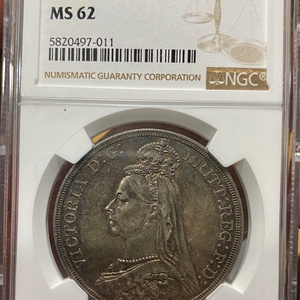 MS 62
5820497-011
NUMISMATIC GUARANTY CORPORATION
NGC®
VICTORIA D:G: BRITT:REG:F:D: